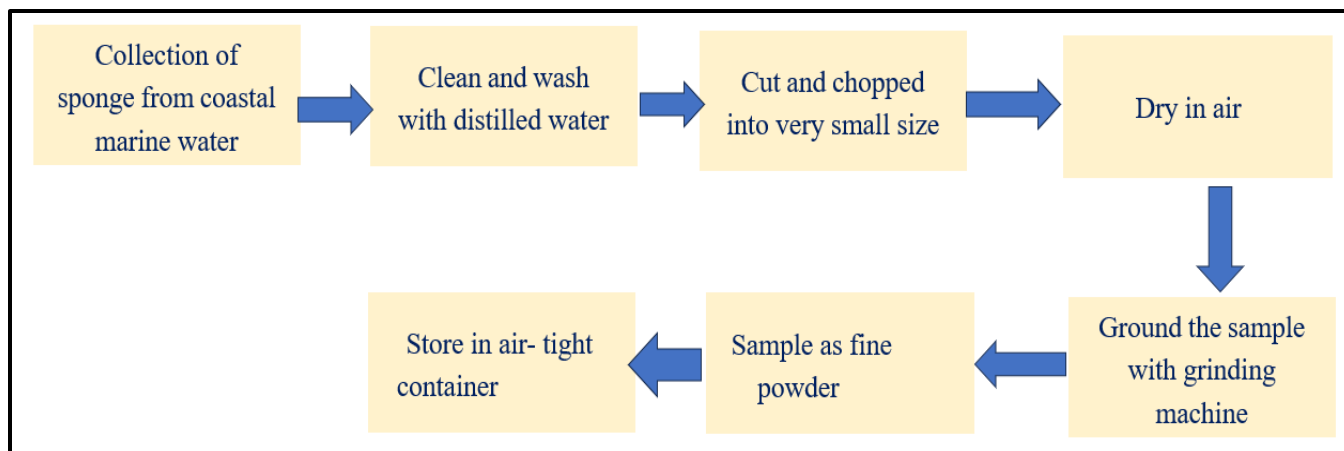 Collection of
sponge from coastal
marine water
Clean and wash
with distilled water
Cut and chopped
into very small size
Dry in air
Ground the sample
with grinding
machine
Sample as fine
powder
Store in air- tight
container